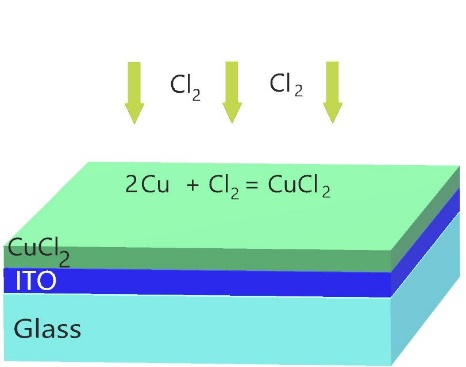 Cl₂ Cl₂
2Cu + Cl₂ = CuCl₂
CuCl₂
ITO
Glass